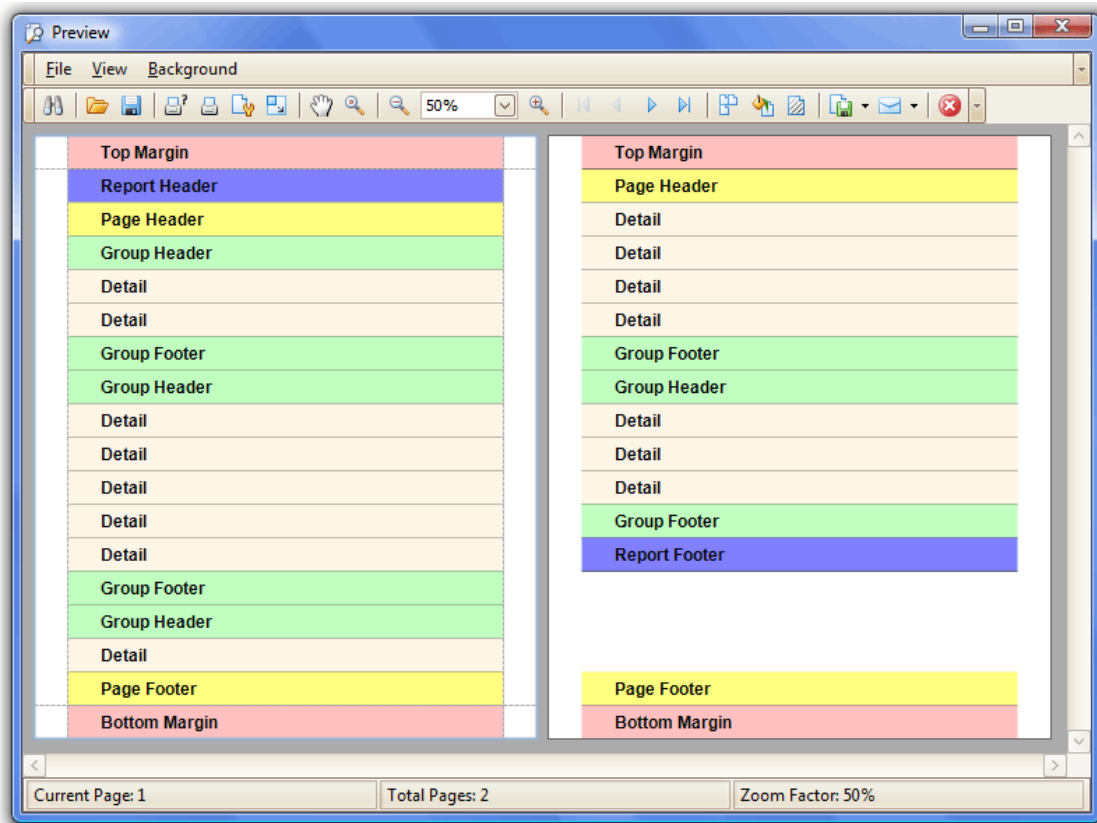 Preview
File View Background
50%
Top Margin
Report Header
Page Header
Group Header
Detail
Detail
Group Footer
Group Header
Detail
Detail
Detail
Detail
Detail
Group Footer
Group Header
Detail
Page Footer
Bottom Margin
Top Margin
Page Header
Detail
Detail
Detail
Detail
Group Footer
Group Header
Detail
Detail
Detail
Group Footer
Report Footer
Page Footer
Bottom Margin
Current Page: 1
Total Pages: 2
Zoom Factor: 50%